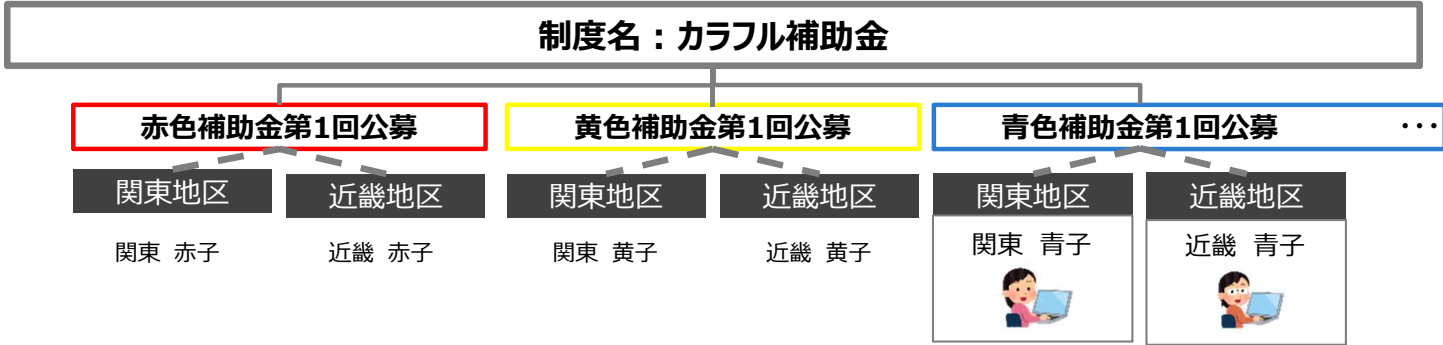 制度名：カラフル補助金
赤色補助金第1回公募
黄色補助金第1回公募
青色補助金第1回公募
･･･
関東地区
近畿地区
関東地区
近畿地区
関東地区
近畿地区
関東 赤子
近畿 赤子
関東 黄子
近畿 黄子
関東 青子
近畿 青子